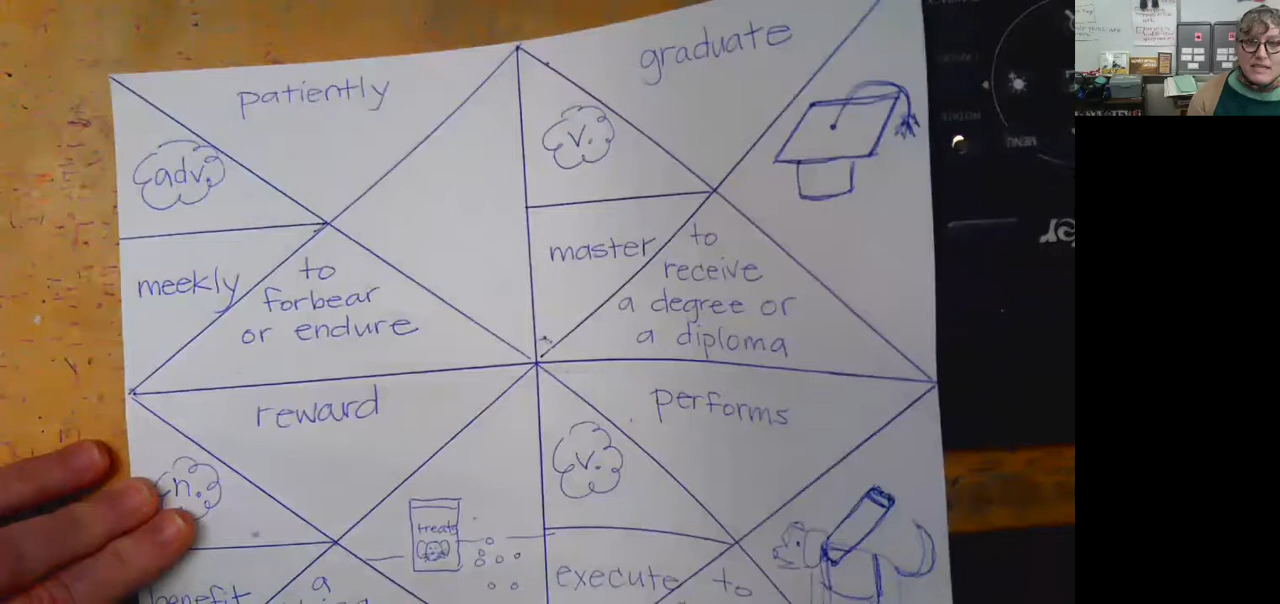 patiently
adv.
meekly
to
forbear
or endure
graduate
v.
master
to
receive
a degree or
a diploma
reward
n.
treats
benefit
a
performs
v.
execute
to